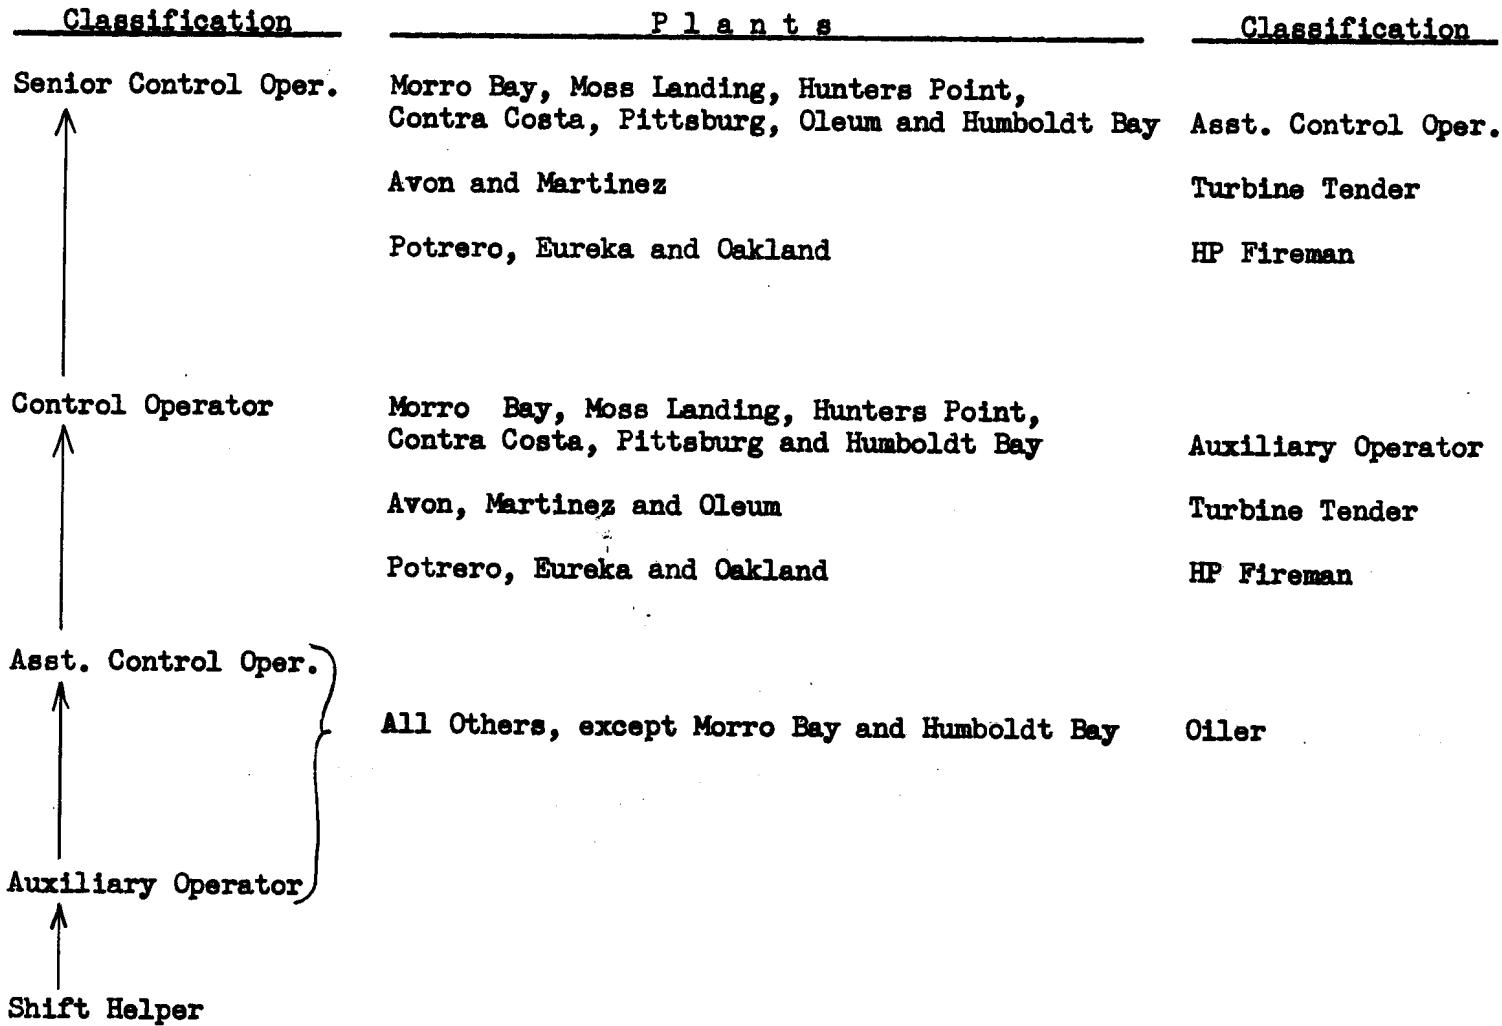 Classification P l a n t s Classification
Senior Control Oper. Morro Bay, Moss Landing, Hunters Point,
Contra Costa, Pittsburg, Oleum and Humboldt Bay Asst. Control Oper.
Avon and Martinez Turbine Tender
Potrero, Eureka and Oakland HP Fireman
Control Operator Morro Bay, Moss Landing, Hunters Point,
Contra Costa, Pittsburg and Humboldt Bay Auxiliary Operator
Avon, Martinez and Oleum Turbine Tender
Potrero, Eureka and Oakland HP Fireman
Asst. Control Oper.
All Others, except Morro Bay and Humboldt Bay Oiler
Auxiliary Operator
Shift Helper